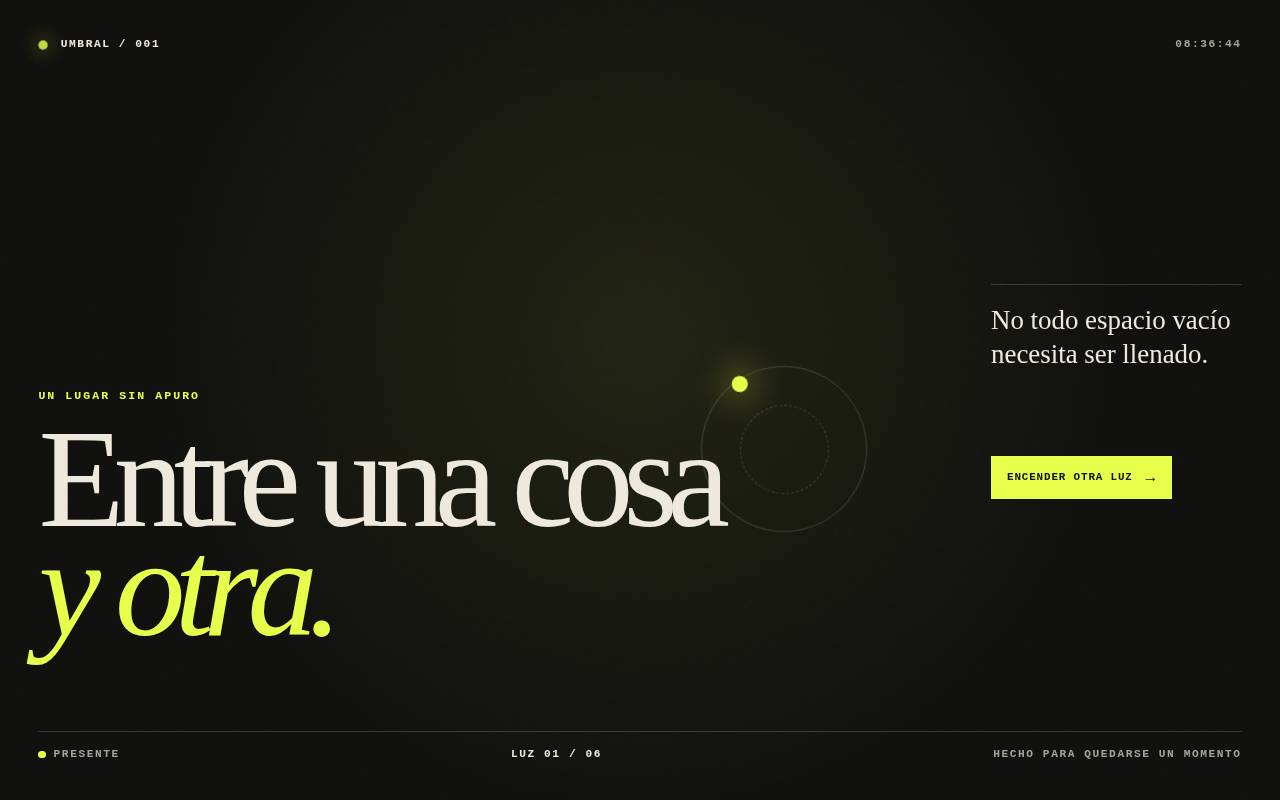 UMBRAL / 001
08:36:44
UN LUGAR SIN APURO
Entre una cosa
y otra.
No todo espacio vacío
necesita ser llenado.
ENCENDER OTRA LUZ →
PRESENTE
LUZ 01 / 06
HECHO PARA QUEDARSE UN MOMENTO